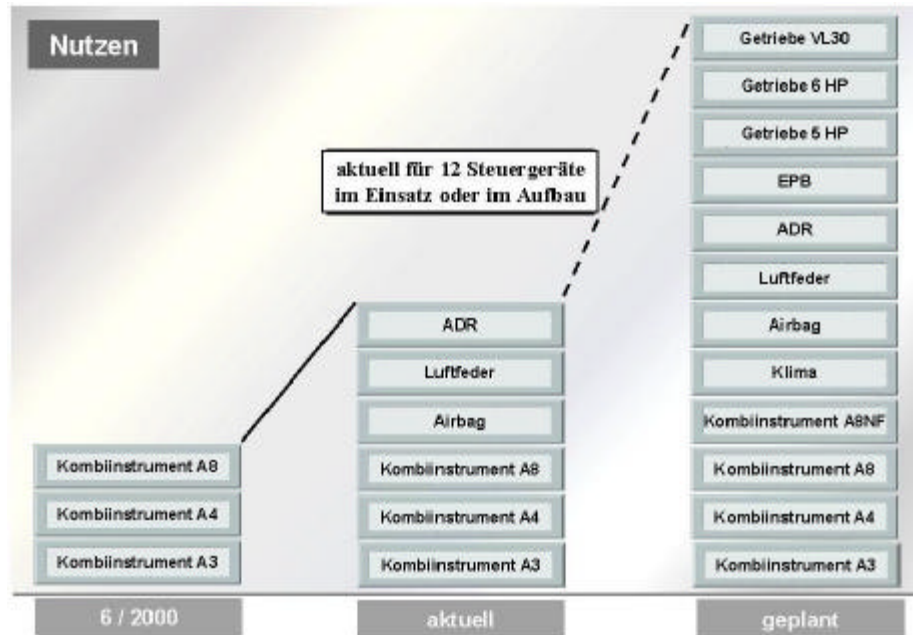 Nutzen
aktuell für 12 Steuergeräte
im Einsatz oder im Aufbau
Kombiinstrument A8
Kombiinstrument A4
Kombiinstrument A3
6 / 2000
ADR
Luftfeder
Airbag
Kombiinstrument A8
Kombiinstrument A4
Kombiinstrument A3
aktuell
Getriebe VL30
Getriebe 6 HP
Getriebe 5 HP
EPB
ADR
Luftfeder
Airbag
Klima
Kombiinstrument A8NF
Kombiinstrument A8
Kombiinstrument A4
Kombiinstrument A3
geplant